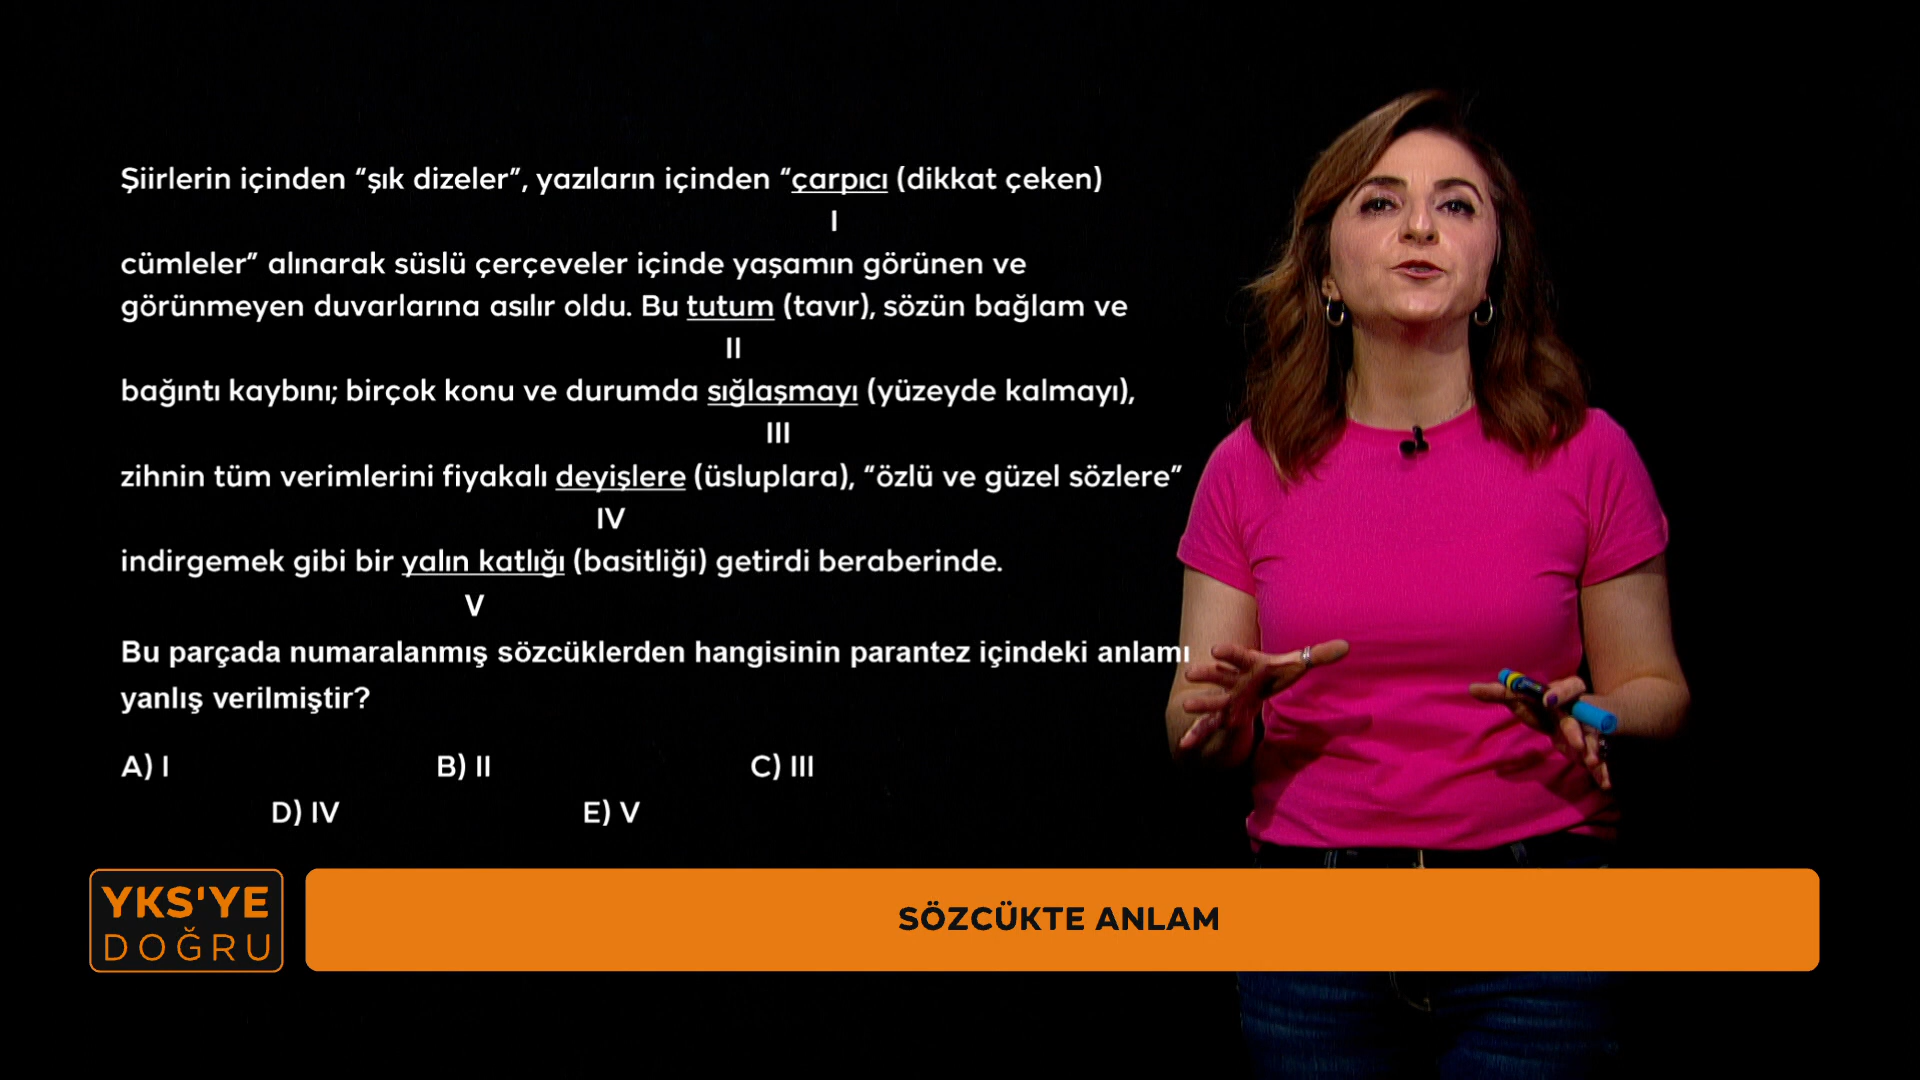 Şiirlerin içinden “şık dizeler”, yazıların içinden “çarpıcı (dikkat çeken)
I
cümleler” alınarak süslü çerçeveler içinde yaşamın görünen ve
görünmeyen duvarlarına asılır oldu. Bu tutum (tavır), sözün bağlam ve
II
bağıntı kaybını; birçok konu ve durumda sığlaşmayı (yüzeyde kalmayı),
III
zihnin tüm verimlerini fiyakalı deyişlere (üsluplara), “özlü ve güzel sözlere”
IV
indirgemek gibi bir yalın katlığı (basitliği) getirdi beraberinde.
V
Bu parçada numaralanmış sözcüklerden hangisinin parantez içindeki anlamı
yanlış verilmiştir?
A) I B) II C) III
D) IV E) V
YKS'YE
DOĞRU
SÖZCÜKTE ANLAM